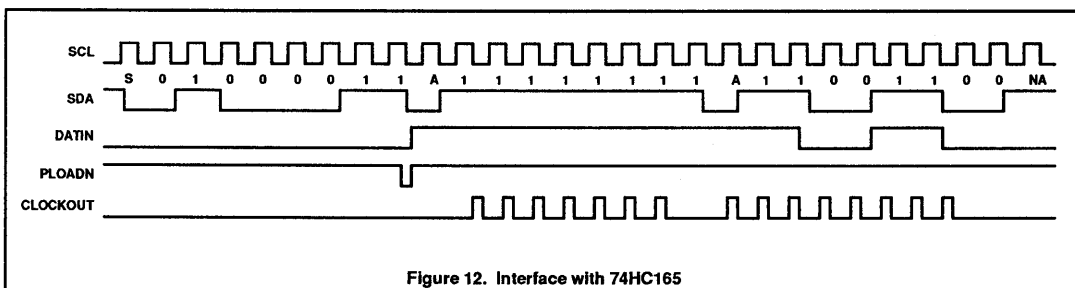 SCL
S 0 1 0 0 0 0 1 1 A 1 1 1 1 1 1 1 1 A 1 1 0 0 1 1 0 0 NA
SDA
DATIN
PLOADN
CLOCKOUT
Figure 12. Interface with 74HC165